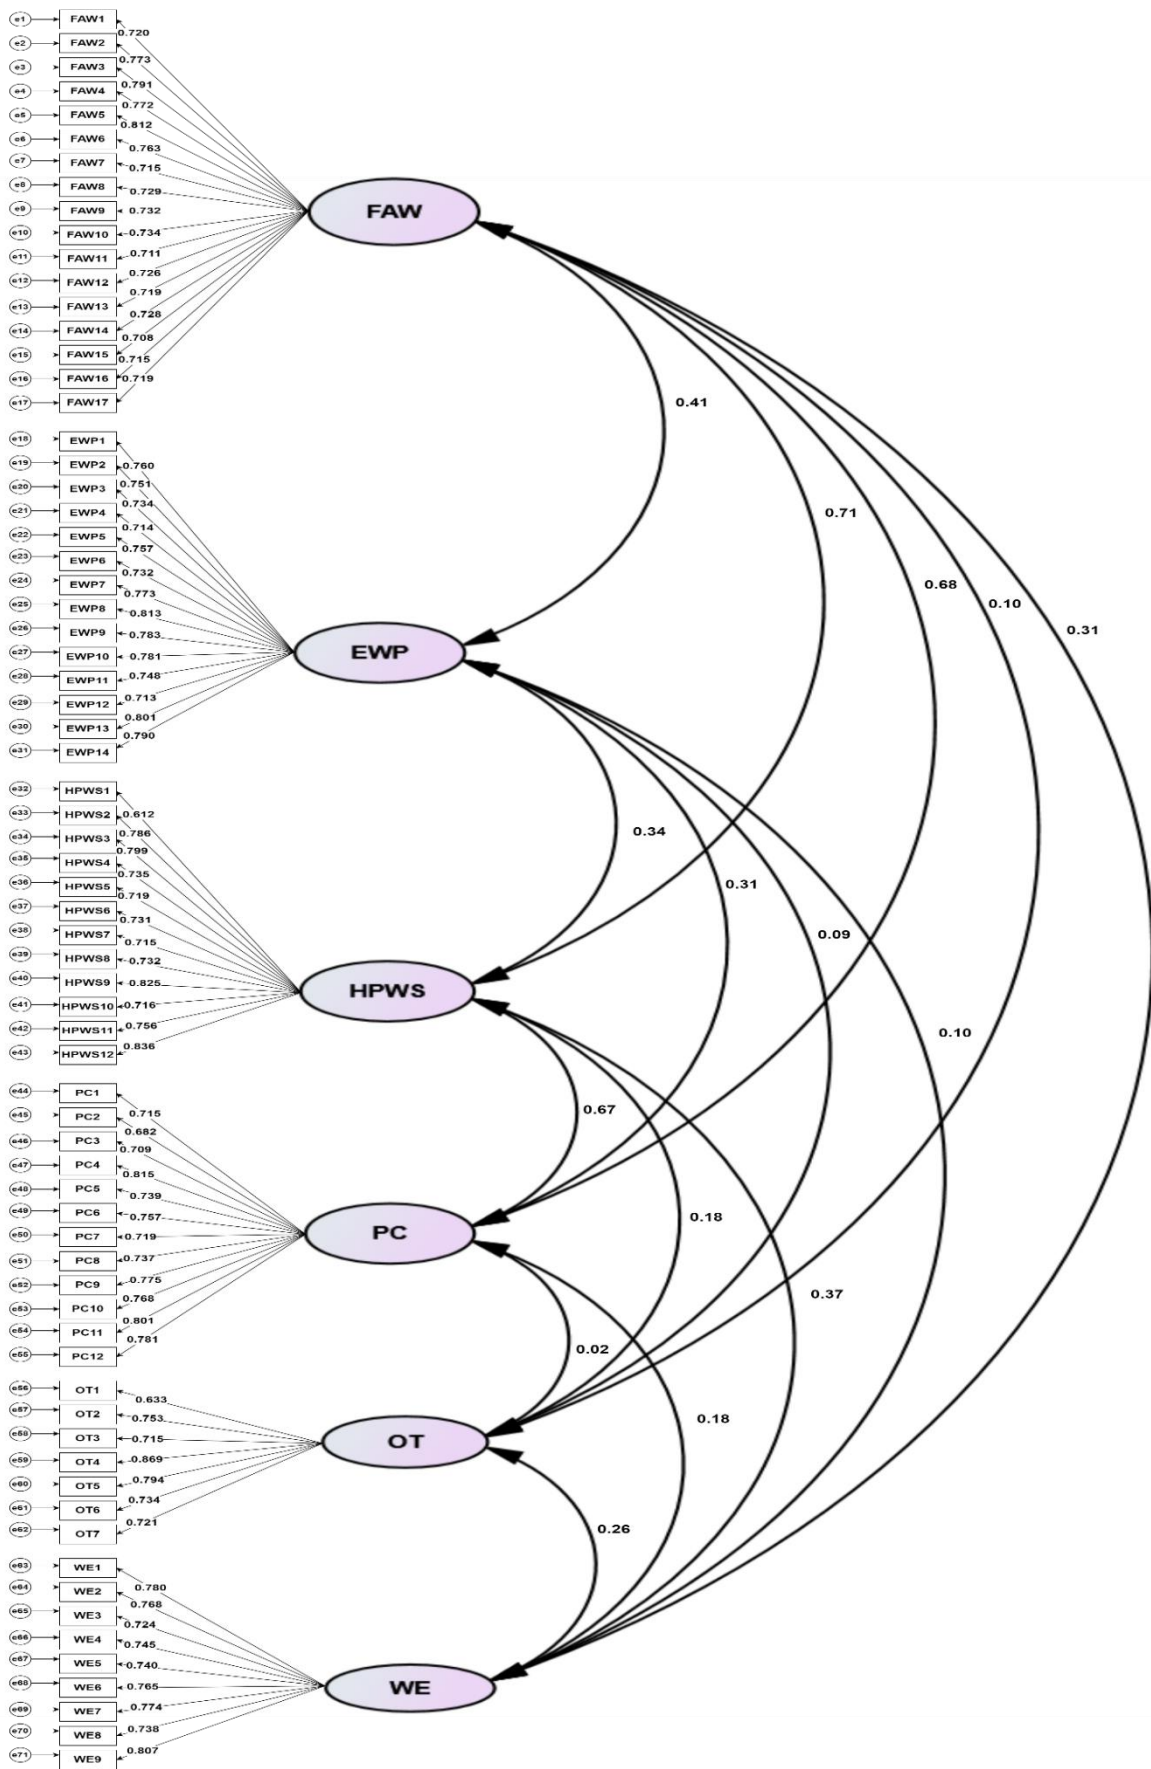 e1 FAW1
0.720
e2 FAW2
0.773
e3 FAW3
0.791
e4 FAW4
0.772
e5 FAW5
0.812
e6 FAW6
0.763
e7 FAW7
0.715
e8 FAW8
0.729
e9 FAW9
0.732
e10 FAW10
0.734
e11 FAW11
0.711
e12 FAW12
0.726
e13 FAW13
0.719
e14 FAW14
0.728
e15 FAW15
0.708
e16 FAW16
0.715
e17 FAW17
0.719
FAW
0.41
0.71
0.68
0.10
0.31
e18 EWP1
0.760
e19 EWP2
0.751
e20 EWP3
0.734
e21 EWP4
0.714
e22 EWP5
0.757
e23 EWP6
0.732
e24 EWP7
0.773
e25 EWP8
0.813
e26 EWP9
0.783
e27 EWP10
0.781
e28 EWP11
0.748
e29 EWP12
0.713
e30 EWP13
0.801
e31 EWP14
0.790
EWP
0.34
0.31
0.09
0.10
e32 HPWS1
0.612
e33 HPWS2
0.786
e34 HPWS3
0.799
e35 HPWS4
0.735
e36 HPWS5
0.719
e37 HPWS6
0.731
e38 HPWS7
0.715
e39 HPWS8
0.732
e40 HPWS9
0.825
e41 HPWS10
0.716
e42 HPWS11
0.756
e43 HPWS12
0.836
HPWS
0.67
0.18
0.37
e44 PC1
0.715
e45 PC2
0.682
e46 PC3
0.709
e47 PC4
0.815
e48 PC5
0.739
e49 PC6
0.757
e50 PC7
0.719
e51 PC8
0.737
e52 PC9
0.775
e53 PC10
0.768
e54 PC11
0.801
e55 PC12
0.781
PC
0.02
0.18
e56 OT1
0.633
e57 OT2
0.753
e58 OT3
0.715
e59 OT4
0.869
e60 OT5
0.794
e61 OT6
0.734
e62 OT7
0.721
OT
0.26
e63 WE1
0.780
e64 WE2
0.768
e65 WE3
0.724
e66 WE4
0.745
e67 WE5
0.740
e68 WE6
0.765
e69 WE7
0.774
e70 WE8
0.738
e71 WE9
0.807
WE